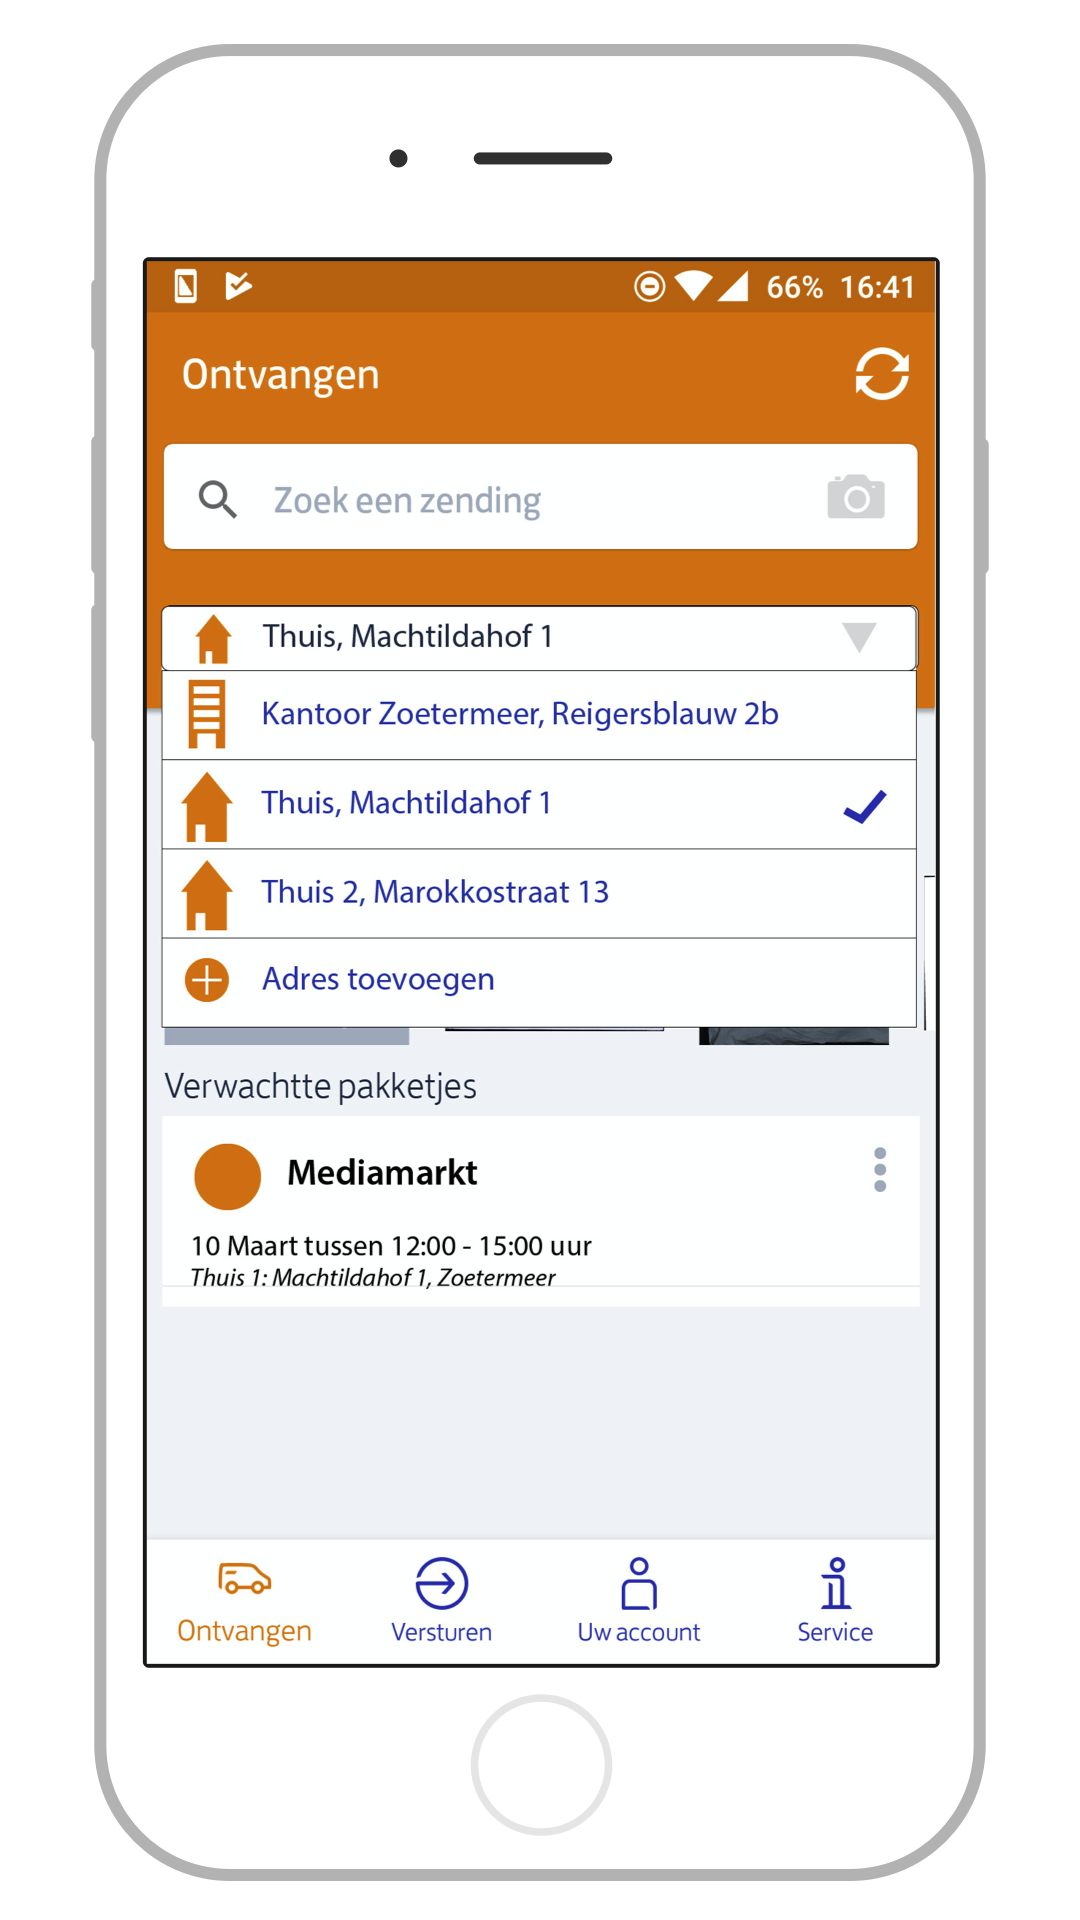 66% 16:41
Ontvangen
Zoek een zending
Thuis, Machtildahof 1
Kantoor Zoetermeer, Reigersblauw 2b
Thuis, Machtildahof 1
Thuis 2, Marokkostraat 13
Adres toevoegen
Verwachtte pakketjes
Mediamarkt
10 Maart tussen 12:00 - 15:00 uur
Thuis 1: Machtildahof 1, Zoetermeer
Ontvangen Versturen Uw account Service